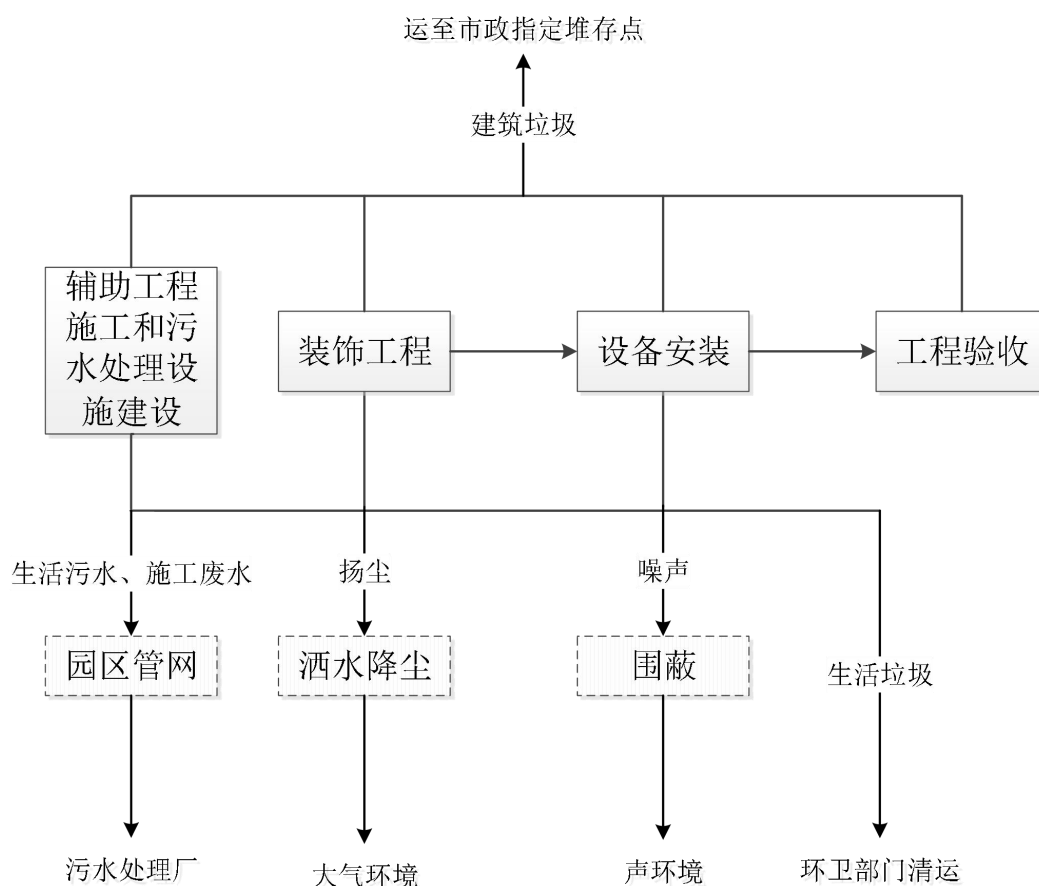 运至市政指定堆存点
建筑垃圾
辅助工程
施工和污
水处理设
施建设
装饰工程
设备安装
工程验收
生活污水、施工废水
扬尘
噪声
园区管网
洒水降尘
围蔽
生活垃圾
污水处理厂
大气环境
声环境
环卫部门清运